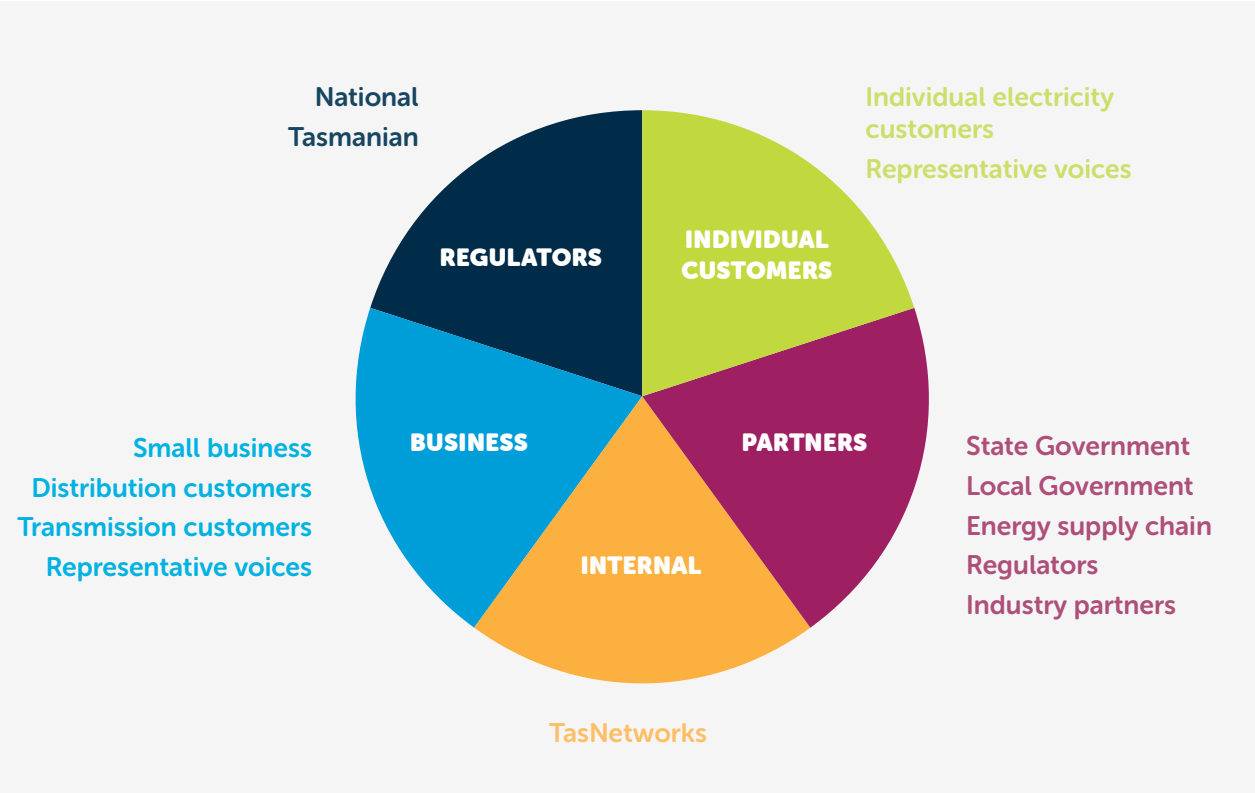 National
Tasmanian
REGULATORS
Individual electricity
customers
Representative voices
INDIVIDUAL
CUSTOMERS
BUSINESS
Small business
Distribution customers
Transmission customers
Representative voices
PARTNERS
State Government
Local Government
Energy supply chain
Regulators
Industry partners
INTERNAL
TasNetworks